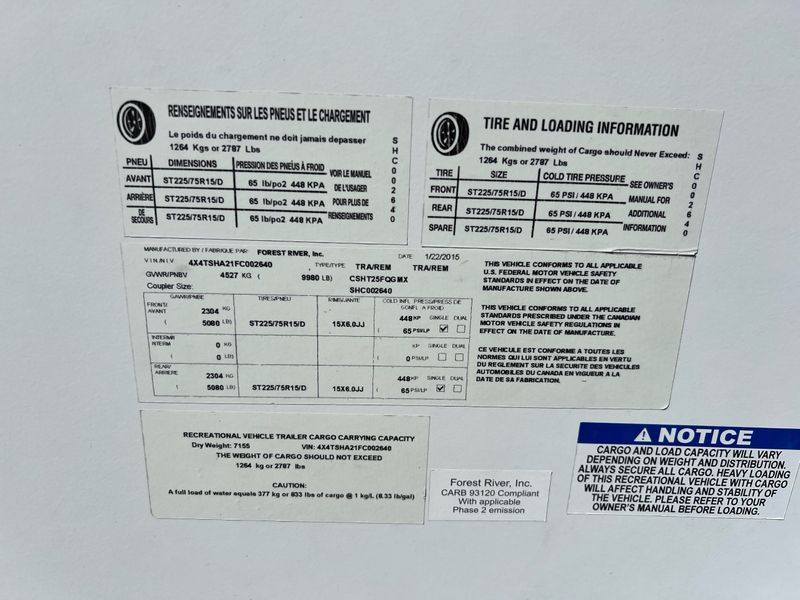 RENSEIGNEMENTS SUR LES PNEUS ET LE CHARGEMENT
Le poids du chargement ne doit jamais depasser
1264 Kgs or 2787 Lbs
PNEU DIMENSIONS PRESSION DES PNEUS À FROID VOIR LE MANUEL
AVANT ST225/75R15/D 65 lb/po2 448 KPA DE L'USAGER
ARRIÈRE ST225/75R15/D 65 lb/po2 448 KPA POUR PLUS DE
DE SECOURS ST225/75R15/D 65 lb/po2 448 KPA RENSEIGNEMENTS
SHC002640
TIRE AND LOADING INFORMATION
The combined weight of Cargo should Never Exceed:
1264 Kgs or 2787 Lbs
TIRE SIZE COLD TIRE PRESSURE SEE OWNER'S
FRONT ST225/75R15/D 65 PSI / 448 KPA MANUAL FOR
REAR ST225/75R15/D 65 PSI / 448 KPA ADDITIONAL
SPARE ST225/75R15/D 65 PSI / 448 KPA INFORMATION
SHC002640
MANUFACTURED BY / FABRIQUE PAR FOREST RIVER, Inc. DATE 1/22/2015
V I N / N I V 4X4TSHA21FC002640 TYPE/TYPE TRA/REM TRA/REM
GVWR/PNBV 4527 KG ( 9980 LB) CSHT25FQGMX
Coupler Size: SHC002640
GAWR/PNBE TIRES/PNEU RIMS/JANTE COLD INFL PRESS/PRESS DE GONFL A FROID
FRONT/ AVANT 2304 KG 448 KP SINGLE DUAL
( 5080 LB) ST225/75R15/D 15X6.0JJ ( 65 PSI/LP
INTERM/ INTERM 0 KG KP SINGLE DUAL
( 0 LB) ( 0 PSI/LP
REAR/ ARRIERE 2304 KG 448 KP SINGLE DUAL
( 5080 LB) ST225/75R15/D 15X6.0JJ ( 65 PSI/LP
THIS VEHICLE CONFORMS TO ALL APPLICABLE
U.S. FEDERAL MOTOR VEHICLE SAFETY
STANDARDS IN EFFECT ON THE DATE OF
MANUFACTURE SHOWN ABOVE.
THIS VEHICLE CONFORMS TO ALL APPLICABLE
STANDARDS PRESCRIBED UNDER THE CANADIAN
MOTOR VEHICLE SAFETY REGULATIONS IN
EFFECT ON THE DATE OF MANUFACTURE.
CE VEHICULE EST CONFORME A TOUTES LES
NORMES QUI LUI SONT APPLICABLES EN VERTU
DU REGLEMENT SUR LA SECURITE DES VEHICULES
AUTOMOBILES DU CANADA EN VIGUEUR A LA
DATE DE SA FABRICATION.
RECREATIONAL VEHICLE TRAILER CARGO CARRYING CAPACITY
Dry Weight: 7155 VIN: 4X4TSHA21FC002640
THE WEIGHT OF CARGO SHOULD NOT EXCEED
1264 kg or 2787 lbs
CAUTION:
A full load of water equals 377 kg or 833 lbs of cargo @ 1 kg/L (8.33 lb/gal)
Forest River, Inc.
CARB 93120 Compliant
With applicable
Phase 2 emission
NOTICE
CARGO AND LOAD CAPACITY WILL VARY
DEPENDING ON WEIGHT AND DISTRIBUTION.
ALWAYS SECURE ALL CARGO. HEAVY LOADING
OF THIS RECREATIONAL VEHICLE WITH CARGO
WILL AFFECT HANDLING AND STABILITY OF
THE VEHICLE. PLEASE REFER TO YOUR
OWNER'S MANUAL BEFORE LOADING.